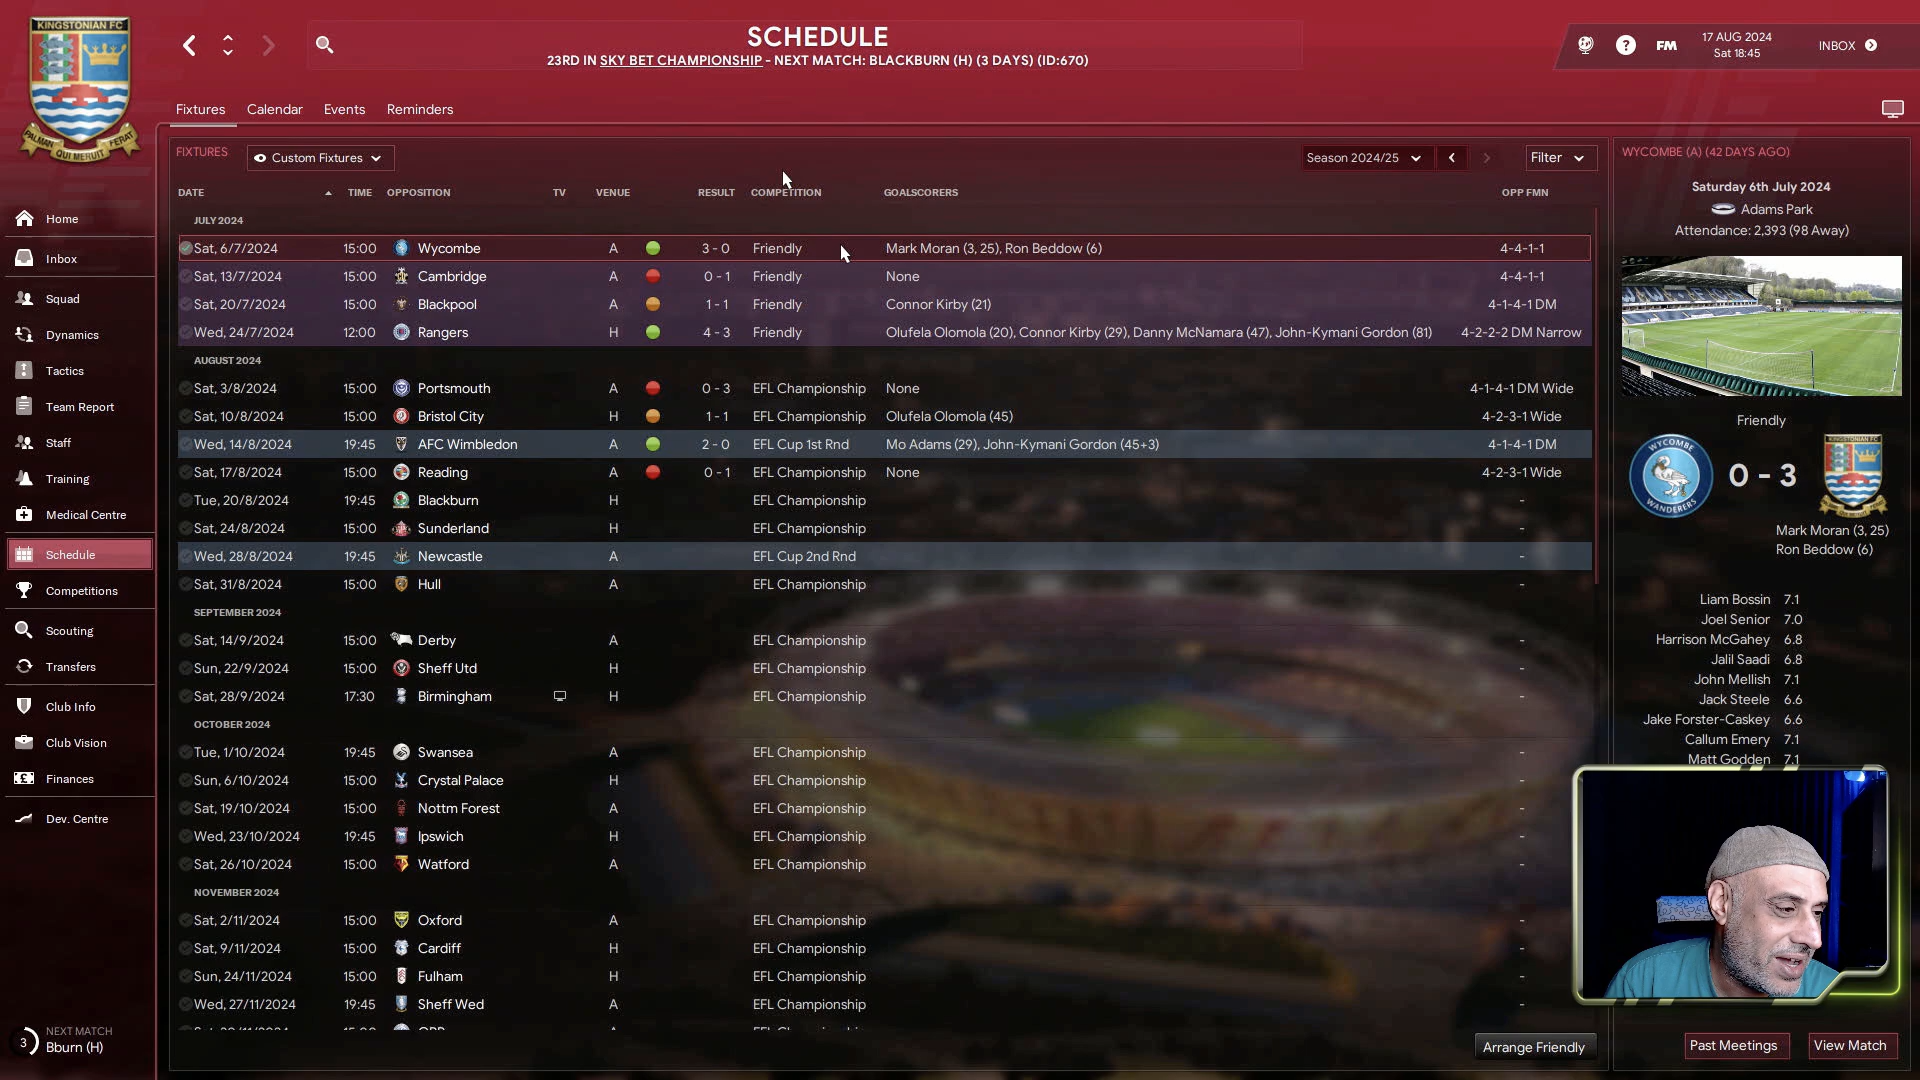 KINGSTONIAN FC
PALMAM QUI MERUIT FERAT
SCHEDULE
23RD IN SKY BET CHAMPIONSHIP - NEXT MATCH: BLACKBURN (H) (3 DAYS) (ID:670)
? FM
17 AUG 2024
Sat 18:45
INBOX
Fixtures Calendar Events Reminders
FIXTURES
Custom Fixtures
Season 2024/25
Filter
DATE TIME OPPOSITION TV VENUE RESULT COMPETITION GOALSCORERS OPP FMN
JULY 2024
Sat, 6/7/2024 15:00 Wycombe A 3 - 0 Friendly Mark Moran (3, 25), Ron Beddow (6) 4-4-1-1
Sat, 13/7/2024 15:00 Cambridge A 0 - 1 Friendly None 4-4-1-1
Sat, 20/7/2024 15:00 Blackpool A 1 - 1 Friendly Connor Kirby (21) 4-1-4-1 DM
Wed, 24/7/2024 12:00 Rangers H 4 - 3 Friendly Olufela Olomola (20), Connor Kirby (29), Danny McNamara (47), John-Kymani Gordon (81) 4-2-2-2 DM Narrow
AUGUST 2024
Sat, 3/8/2024 15:00 Portsmouth A 0 - 3 EFL Championship None 4-1-4-1 DM Wide
Sat, 10/8/2024 15:00 Bristol City H 1 - 1 EFL Championship Olufela Olomola (45) 4-2-3-1 Wide
Wed, 14/8/2024 19:45 AFC Wimbledon A 2 - 0 EFL Cup 1st Rnd Mo Adams (29), John-Kymani Gordon (45+3) 4-1-4-1 DM
Sat, 17/8/2024 15:00 Reading A 0 - 1 EFL Championship None 4-2-3-1 Wide
Tue, 20/8/2024 19:45 Blackburn H EFL Championship -
Sat, 24/8/2024 15:00 Sunderland H EFL Championship -
Wed, 28/8/2024 19:45 Newcastle A EFL Cup 2nd Rnd -
Sat, 31/8/2024 15:00 Hull A EFL Championship -
SEPTEMBER 2024
Sat, 14/9/2024 15:00 Derby A EFL Championship -
Sun, 22/9/2024 15:00 Sheff Utd H EFL Championship -
Sat, 28/9/2024 17:30 Birmingham H EFL Championship -
OCTOBER 2024
Tue, 1/10/2024 19:45 Swansea A EFL Championship -
Sun, 6/10/2024 15:00 Crystal Palace H EFL Championship -
Sat, 19/10/2024 15:00 Nottm Forest A EFL Championship -
Wed, 23/10/2024 19:45 Ipswich H EFL Championship -
Sat, 26/10/2024 15:00 Watford A EFL Championship -
NOVEMBER 2024
Sat, 2/11/2024 15:00 Oxford A EFL Championship -
Sat, 9/11/2024 15:00 Cardiff H EFL Championship -
Sun, 24/11/2024 15:00 Fulham H EFL Championship -
Wed, 27/11/2024 19:45 Sheff Wed A EFL Championship -
Arrange Friendly
Home
Inbox
Squad
Dynamics
Tactics
Team Report
Staff
Training
Medical Centre
Schedule
Competitions
Scouting
Transfers
Club Info
Club Vision
Finances
Dev. Centre
3
NEXT MATCH
Bburn (H)
WYCOMBE (A) (42 DAYS AGO)
Saturday 6th July 2024
Adams Park
Attendance: 2,393 (98 Away)
Friendly
WYCOMBE
WANDERERS
0 - 3
KINGSTONIAN FC
Mark Moran (3, 25)
Ron Beddow (6)
Liam Bossin 7.1
Joel Senior 7.0
Harrison McGahey 6.8
Jalil Saadi 6.8
John Mellish 7.1
Jack Steele 6.6
Jake Forster-Caskey 6.6
Callum Emery 7.1
Matt Godden 7.1
Past Meetings
View Match